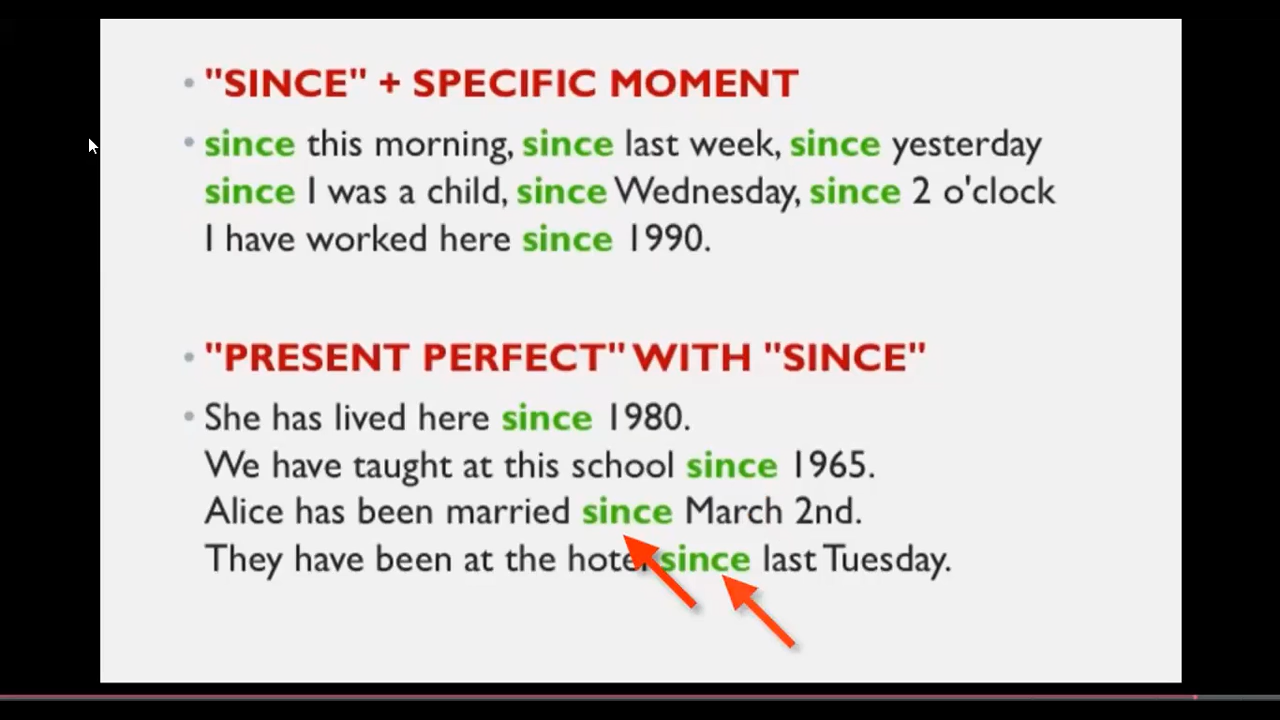 • "SINCE" + SPECIFIC MOMENT
• since this morning, since last week, since yesterday
since I was a child, since Wednesday, since 2 o'clock
I have worked here since 1990.
• "PRESENT PERFECT" WITH "SINCE"
• She has lived here since 1980.
We have taught at this school since 1965.
Alice has been married since March 2nd.
They have been at the hotel since last Tuesday.